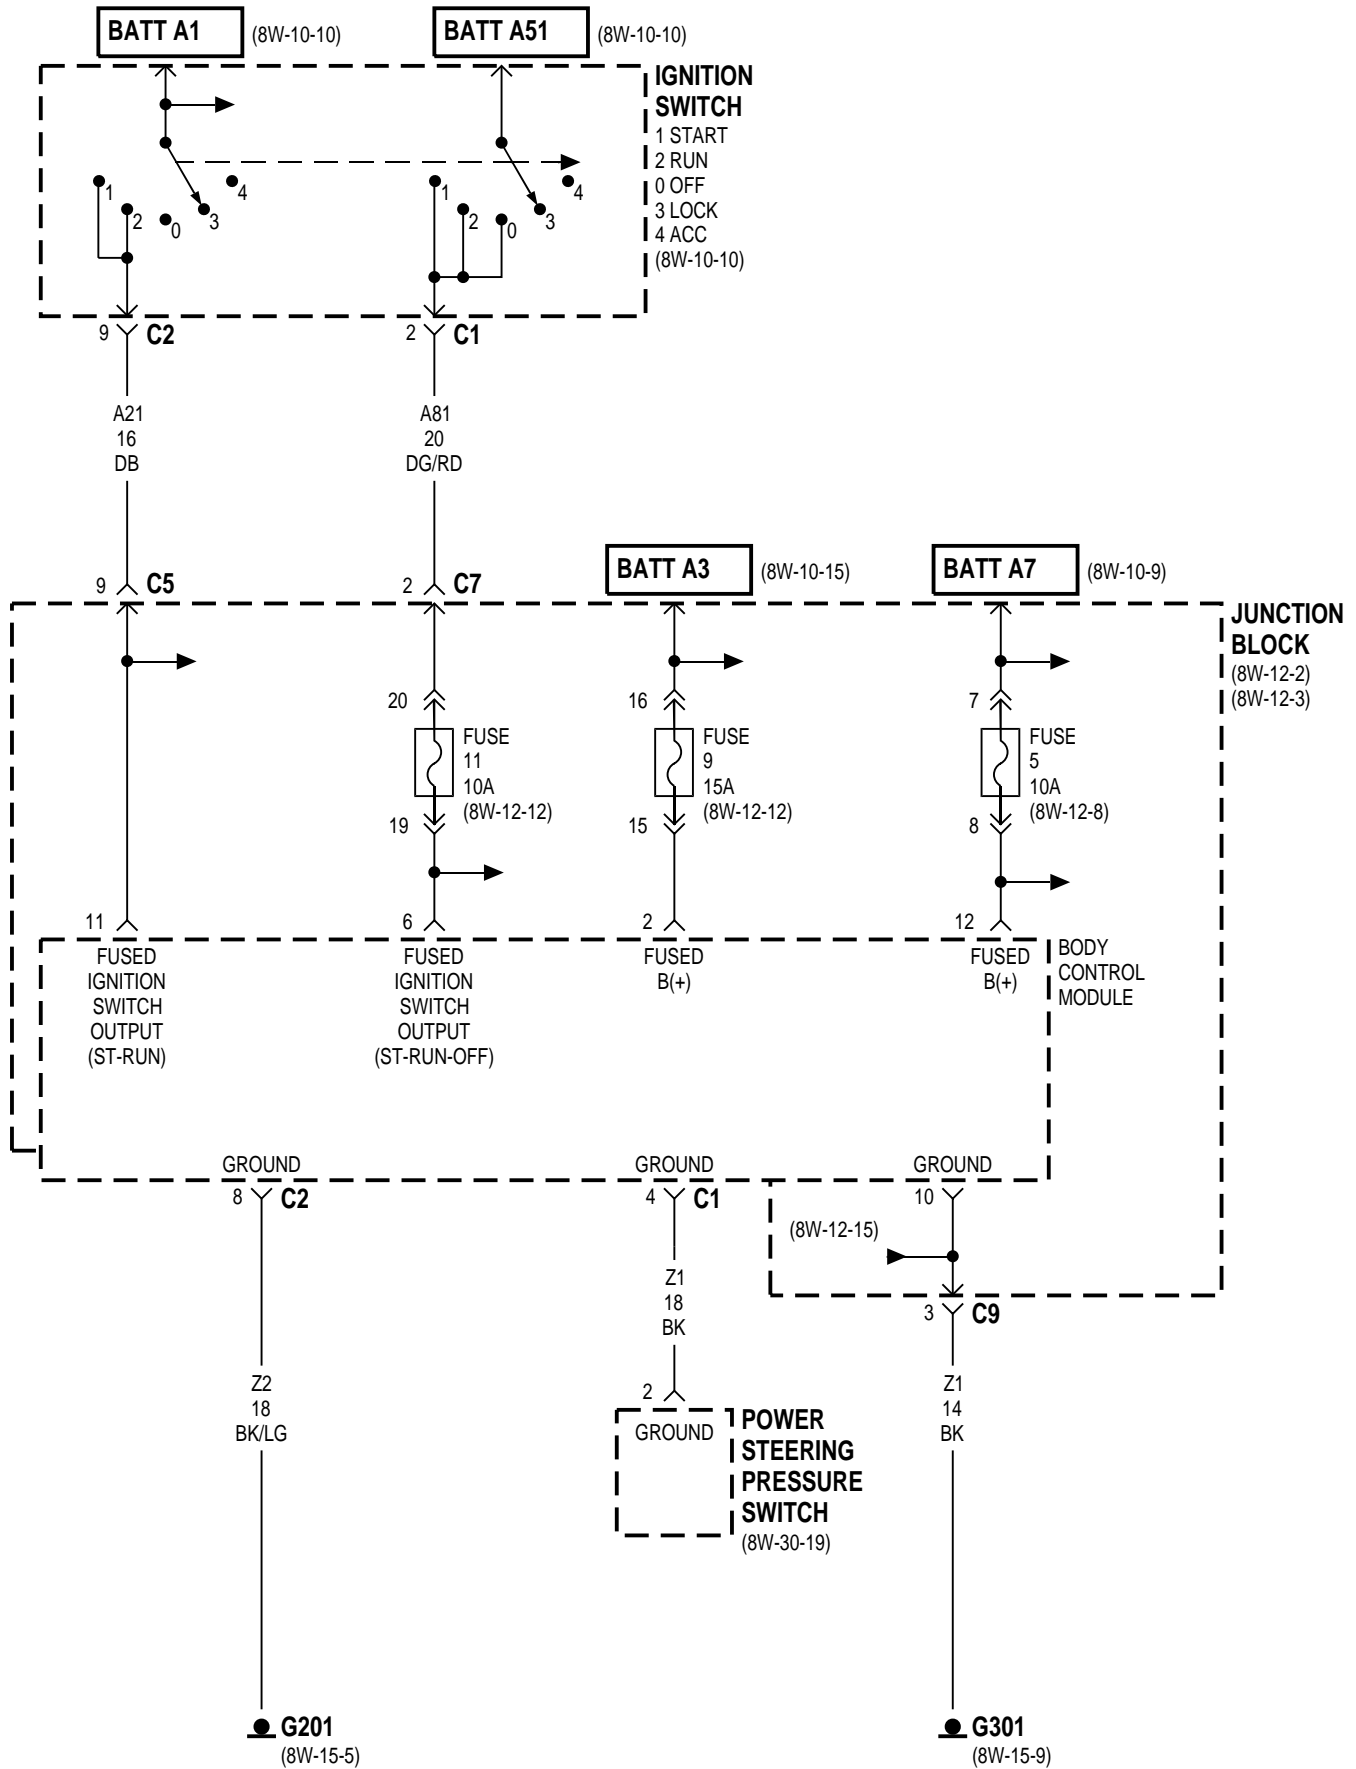 BATT A1 (8W-10-10)
BATT A51 (8W-10-10)
IGNITION
SWITCH
1 START
2 RUN
0 OFF
3 LOCK
4 ACC
(8W-10-10)
1
2
0
3
4
1
2
0
3
4
9 C2
2 C1
A21
16
DB
A81
20
DG/RD
9 C5
2 C7
BATT A3 (8W-10-15)
BATT A7 (8W-10-9)
JUNCTION
BLOCK
(8W-12-2)
(8W-12-3)
20
FUSE
11
10A
(8W-12-12)
19
16
FUSE
9
15A
(8W-12-12)
15
7
FUSE
5
10A
(8W-12-8)
8
11
6
2
12
FUSED
IGNITION
SWITCH
OUTPUT
(ST-RUN)
FUSED
IGNITION
SWITCH
OUTPUT
(ST-RUN-OFF)
FUSED
B(+)
FUSED
B(+)
BODY
CONTROL
MODULE
GROUND
GROUND
GROUND
8 C2
4 C1
10
(8W-12-15)
Z1
18
BK
3 C9
2
GROUND
POWER
STEERING
PRESSURE
SWITCH
(8W-30-19)
Z2
18
BK/LG
Z1
14
BK
G201
(8W-15-5)
G301
(8W-15-9)